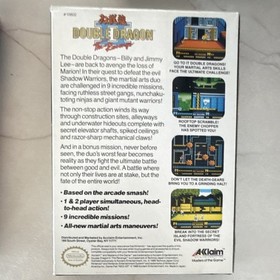 DOUBLE DRAGON II
The Revenge
The Double Dragons–Billy and Jimmy
Lee–are back to avenge the loss of
Marion! In their quest to defeat the evil
Shadow Warriors, the martial arts duo
are challenged in 9 incredible missions,
facing ruthless street gangs, nunchaku-
toting ninjas and giant mutant warriors!
The non-stop action winds its way
through construction sites, alleyways
and underwater hideouts complete with
secret elevator shafts, spiked ceilings
and razor-sharp mechanical claws!
And in a bonus mission, never before
seen, the duo's worst fear becomes
reality as they fight the ultimate battle
between good and evil. A battle where
not only their lives are at stake, but the
fate of the entire world!
• Based on the arcade smash!
• 1 & 2 player simultaneous, head-
to-head action!
• 9 incredible missions!
• All-new martial arts maneuvers!
GO TO IT DOUBLE DRAGONS!
YOUR MARTIAL ARTS SKILLS
FACE THE ULTIMATE CHALLENGE!
ROOFTOP SCRAMBLE!
THE ENEMY CHOPPER
HAS SPOTTED YOU!
DON'T LET THE DEATH GEARS
BRING YOU TO A GRINDING HALT!
BREAK INTO THE SECRET
ISLAND FORTRESS
OF THE EVIL SHADOW WARRIORS!
AKlaim